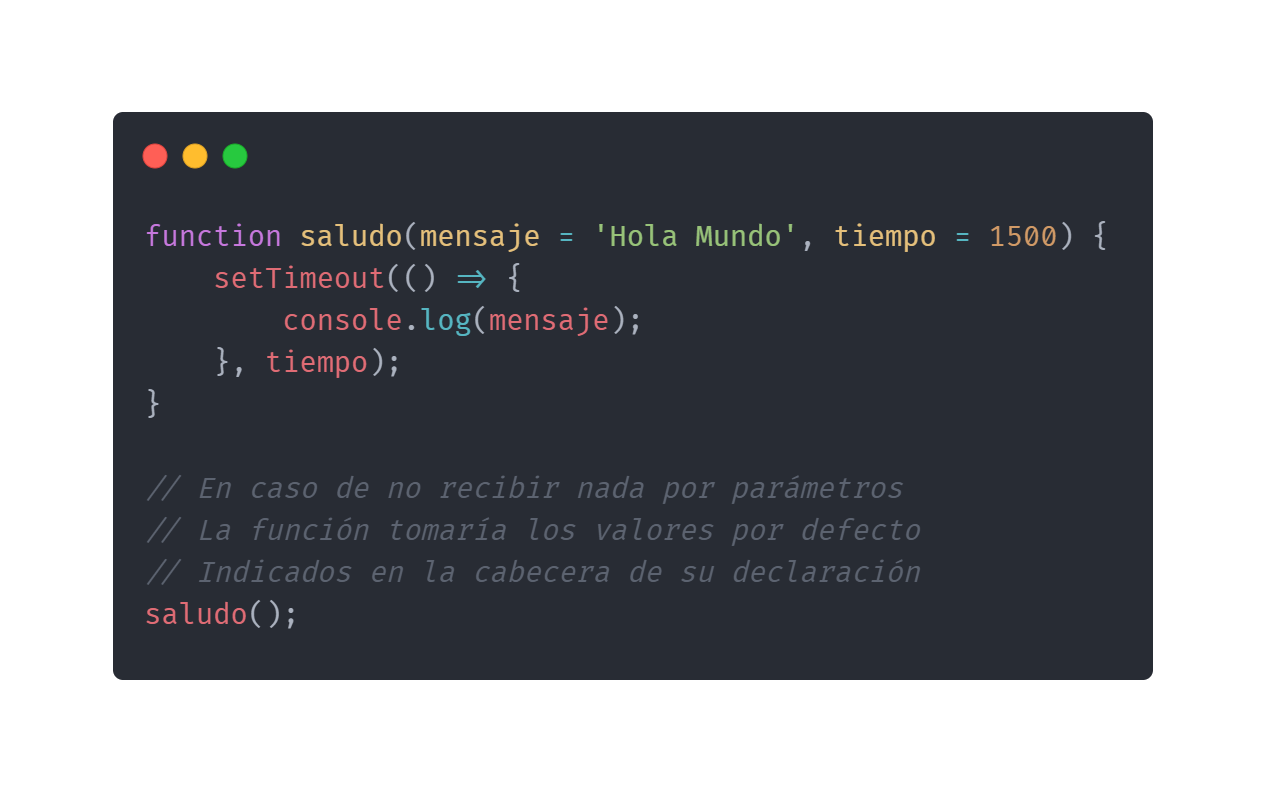 function saludo(mensaje = 'Hola Mundo', tiempo = 1500) {
    setTimeout(() => {
        console.log(mensaje);
    }, tiempo);
}
// En caso de no recibir nada por parámetros
// La función tomaría los valores por defecto
// Indicados en la cabecera de su declaración
saludo();